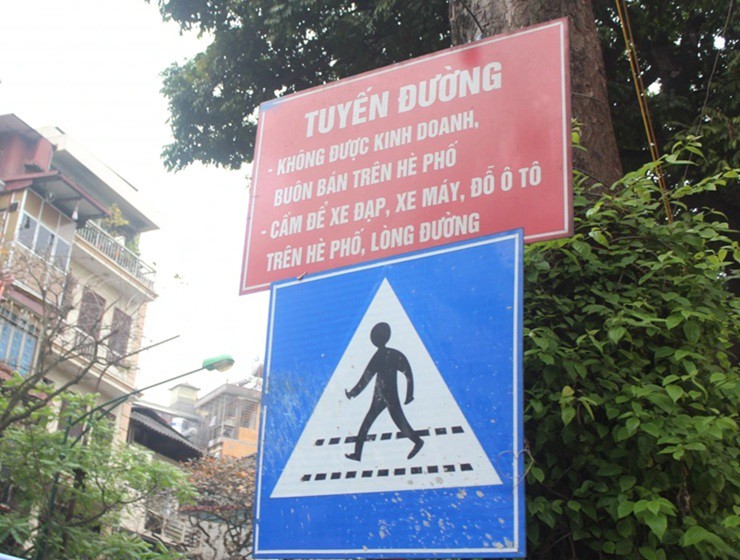 TUYẾN ĐƯỜNG
- KHÔNG ĐƯỢC KINH DOANH,
BUÔN BÁN TRÊN HÈ PHỐ
- CẤM ĐỂ XE ĐẠP, XE MÁY, ĐỖ Ô TÔ
TRÊN HÈ PHỐ, LÒNG ĐƯỜNG